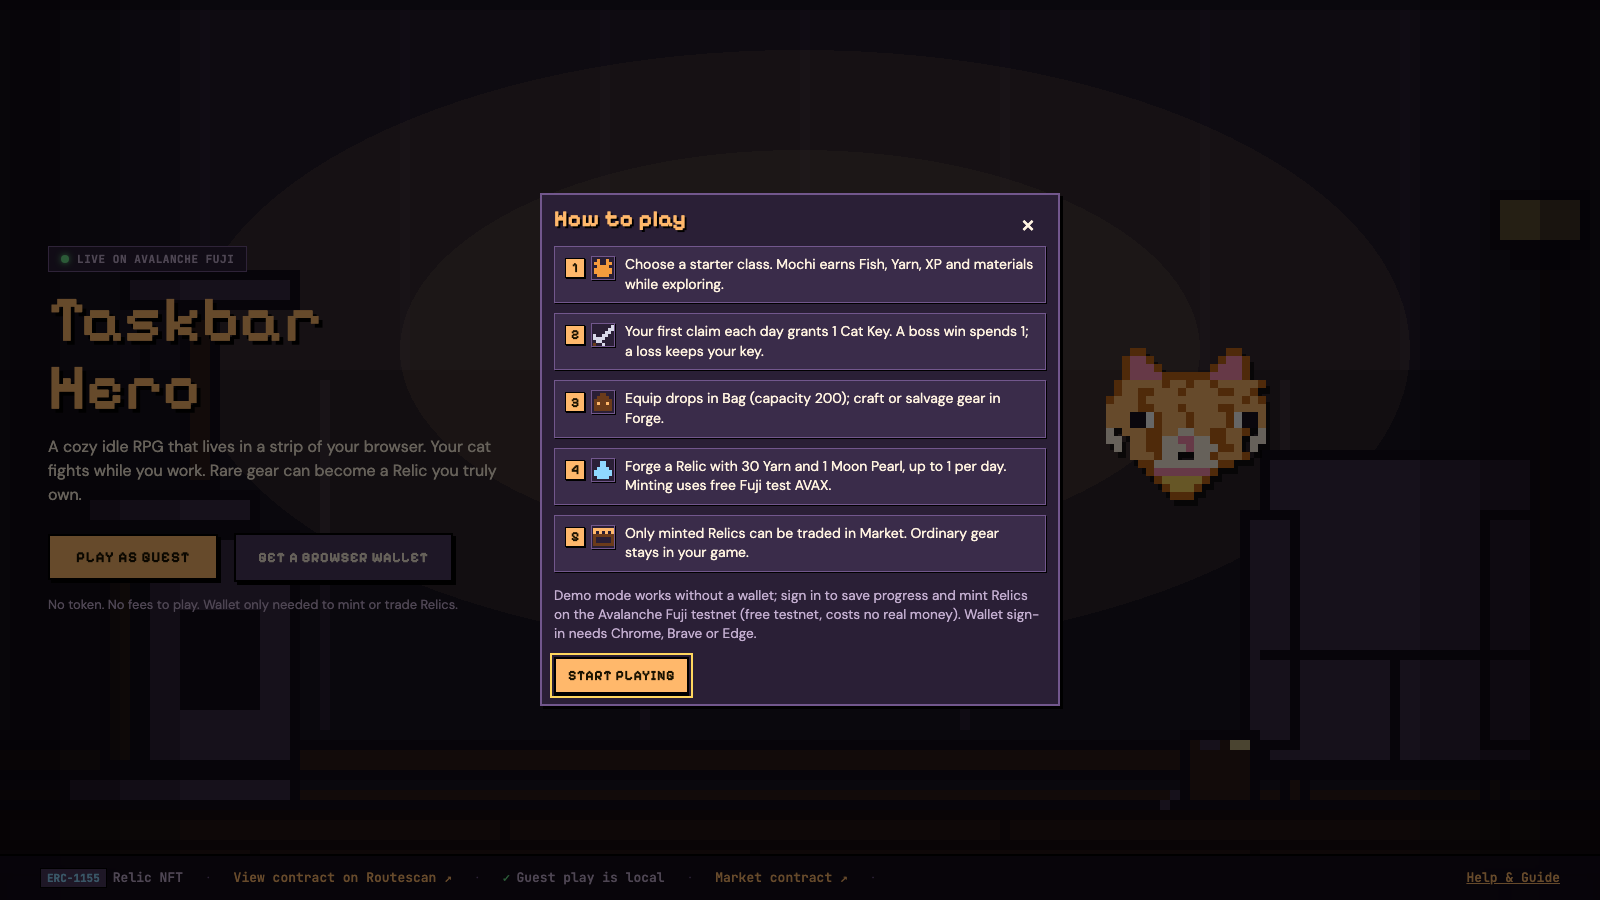 How to play
×
1
Choose a starter class. Mochi earns Fish, Yarn, XP and materials
while exploring.
2
Your first claim each day grants 1 Cat Key. A boss win spends 1;
a loss keeps your key.
3
Equip drops in Bag (capacity 200); craft or salvage gear in
Forge.
4
Forge a Relic with 30 Yarn and 1 Moon Pearl, up to 1 per day.
Minting uses free Fuji test AVAX.
5
Only minted Relics can be traded in Market. Ordinary gear
stays in your game.
Demo mode works without a wallet; sign in to save progress and mint Relics
on the Avalanche Fuji testnet (free testnet, costs no real money). Wallet sign-
in needs Chrome, Brave or Edge.
START PLAYING
LIVE ON AVALANCHE FUJI
Taskbar
Hero
A cozy idle RPG that lives in a strip of your browser. Your cat
fights while you work. Rare gear can become a Relic you truly
own.
PLAY AS GUEST
GET A BROWSER WALLET
No token. No fees to play. Wallet only needed to mint or trade Relics.
ERC-1155 Relic NFT · View contract on Routescan ↗ · ✓ Guest play is local · Market contract ↗ ·
Help & Guide